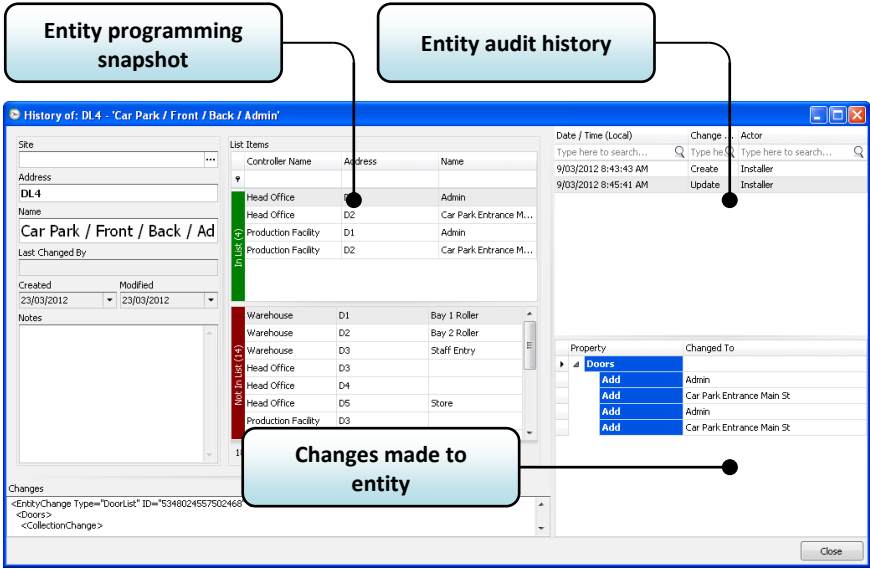 Entity programming
snapshot
Entity audit history
History of: DL4 - 'Car Park / Front / Back / Admin'
Site
...
Address
DL4
Name
Car Park / Front / Back / Ad
Last Changed By
Created Modified
23/03/2012 23/03/2012
Notes
List Items
Controller Name Address Name
In List (4)
Head Office Admin
Head Office D2 Car Park Entrance M...
Production Facility D1 Admin
Production Facility D2 Car Park Entrance M...
Not In List (14)
Warehouse D1 Bay 1 Roller
Warehouse D2 Bay 2 Roller
Warehouse D3 Staff Entry
Head Office D3
Head Office D4
Head Office D5 Store
Production Facility D3
Date / Time (Local) Change ... Actor
Type here to search... Type he... Type here to search...
9/03/2012 8:43:43 AM Create Installer
9/03/2012 8:45:41 AM Update Installer
Property Changed To
Doors
Add Admin
Add Car Park Entrance Main St
Add Admin
Add Car Park Entrance Main St
Changes made to
entity
Changes
<EntityChange Type="DoorList" ID="5348024557502468"
<Doors>
<CollectionChange>
Close